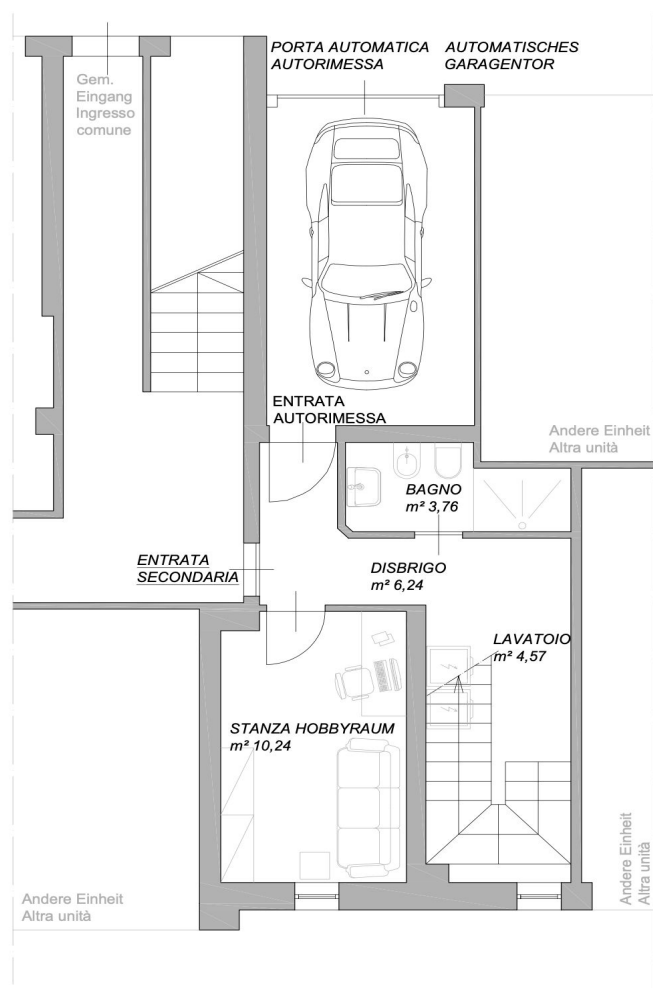 PORTA AUTOMATICA
AUTORIMESSA
AUTOMATISCHES
GARAGENTOR
Gem.
Eingang
Ingresso
comune
ENTRATA
AUTORIMESSA
Andere Einheit
Altra unità
BAGNO
m² 3,76
ENTRATA
SECONDARIA
DISBRIGO
m² 6,24
LAVATOIO
m² 4,57
STANZA HOBBYRAUM
m² 10,24
Andere Einheit
Altra unità
Andere Einheit
Altra unità